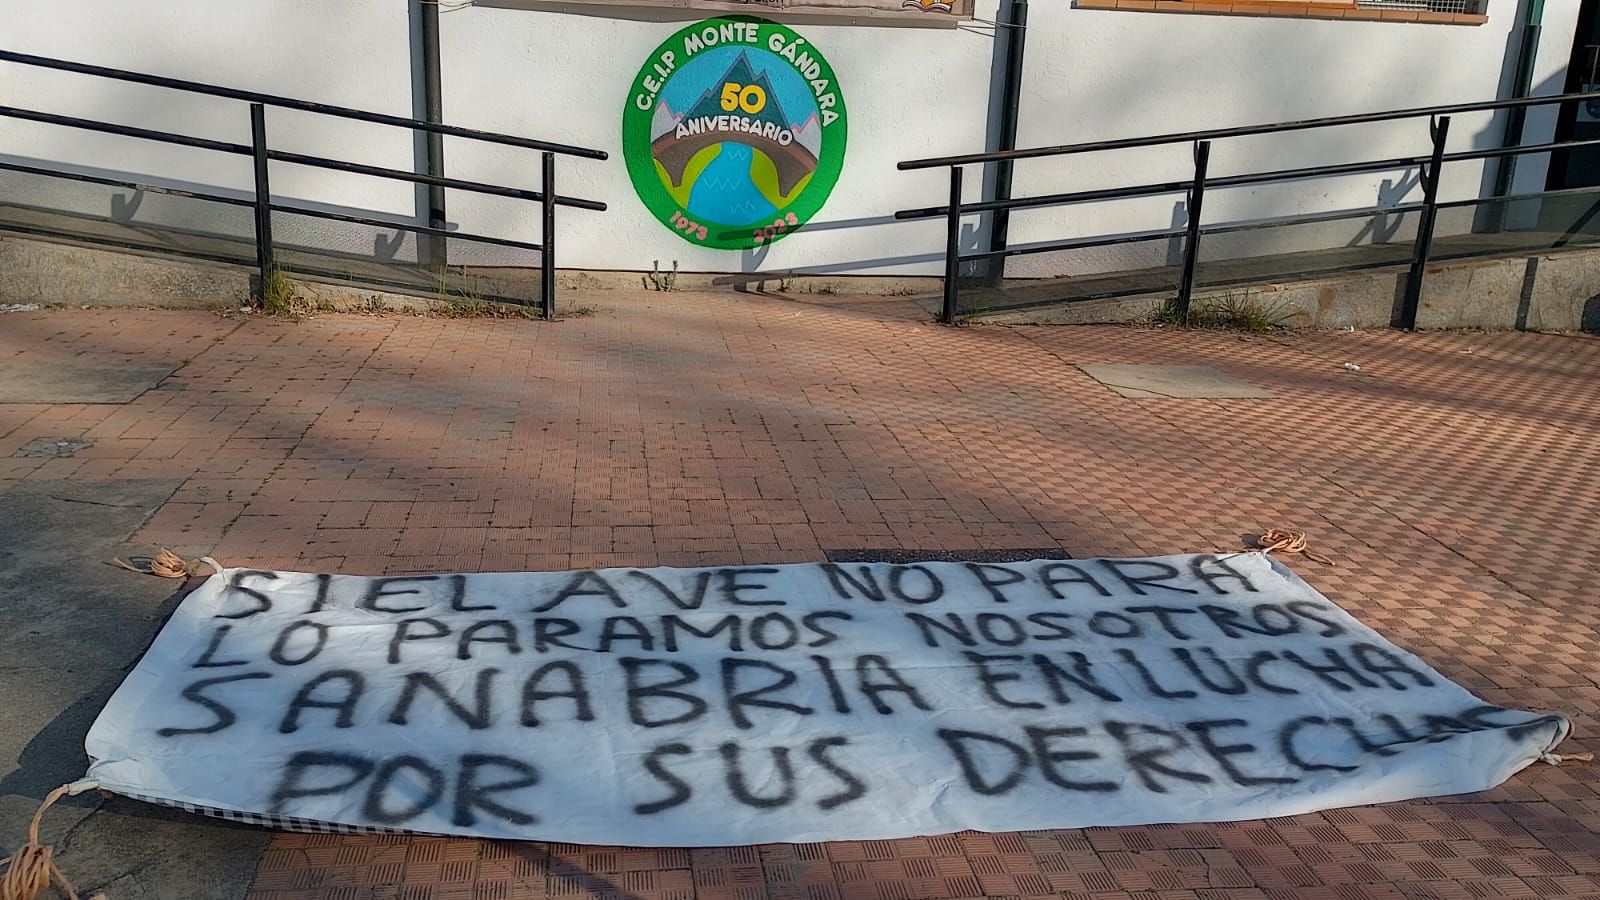 C.E.I.P MONTE GÁNDARA
50
ANIVERSARIO
1973 2023
SI EL AVE NO PARA
LO PARAMOS NOSOTROS
SANABRIA EN LUCHA
POR SUS DERECHOS